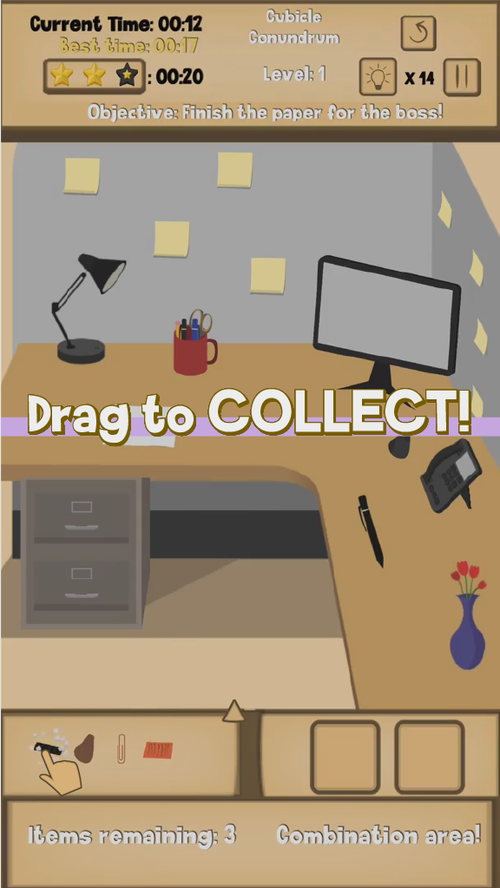 Current Time: 00:12
Best time: 00:17
: 00:20
Cubicle
Conundrum
Level: 1
X 14
Objective: Finish the paper for the boss!
Drag to COLLECT!
Items remaining: 3
Combination area!